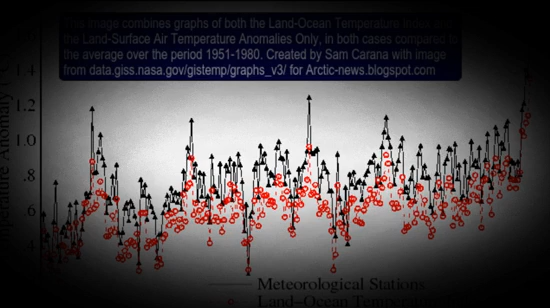 This image combines graphs of both the Land-Ocean Temperature Index and
the Land-Surface Air Temperature Anomalies Only, in both cases compared to
the average over the period 1951-1980. Created by Sam Carana with image
from data.giss.nasa.gov/gistemp/graphs_v3/ for Arctic-news.blogspot.com
1.4
1.2
1.0
.8
.6
.4
Anomaly
Meteorological Stations
Land-Ocean Temperature